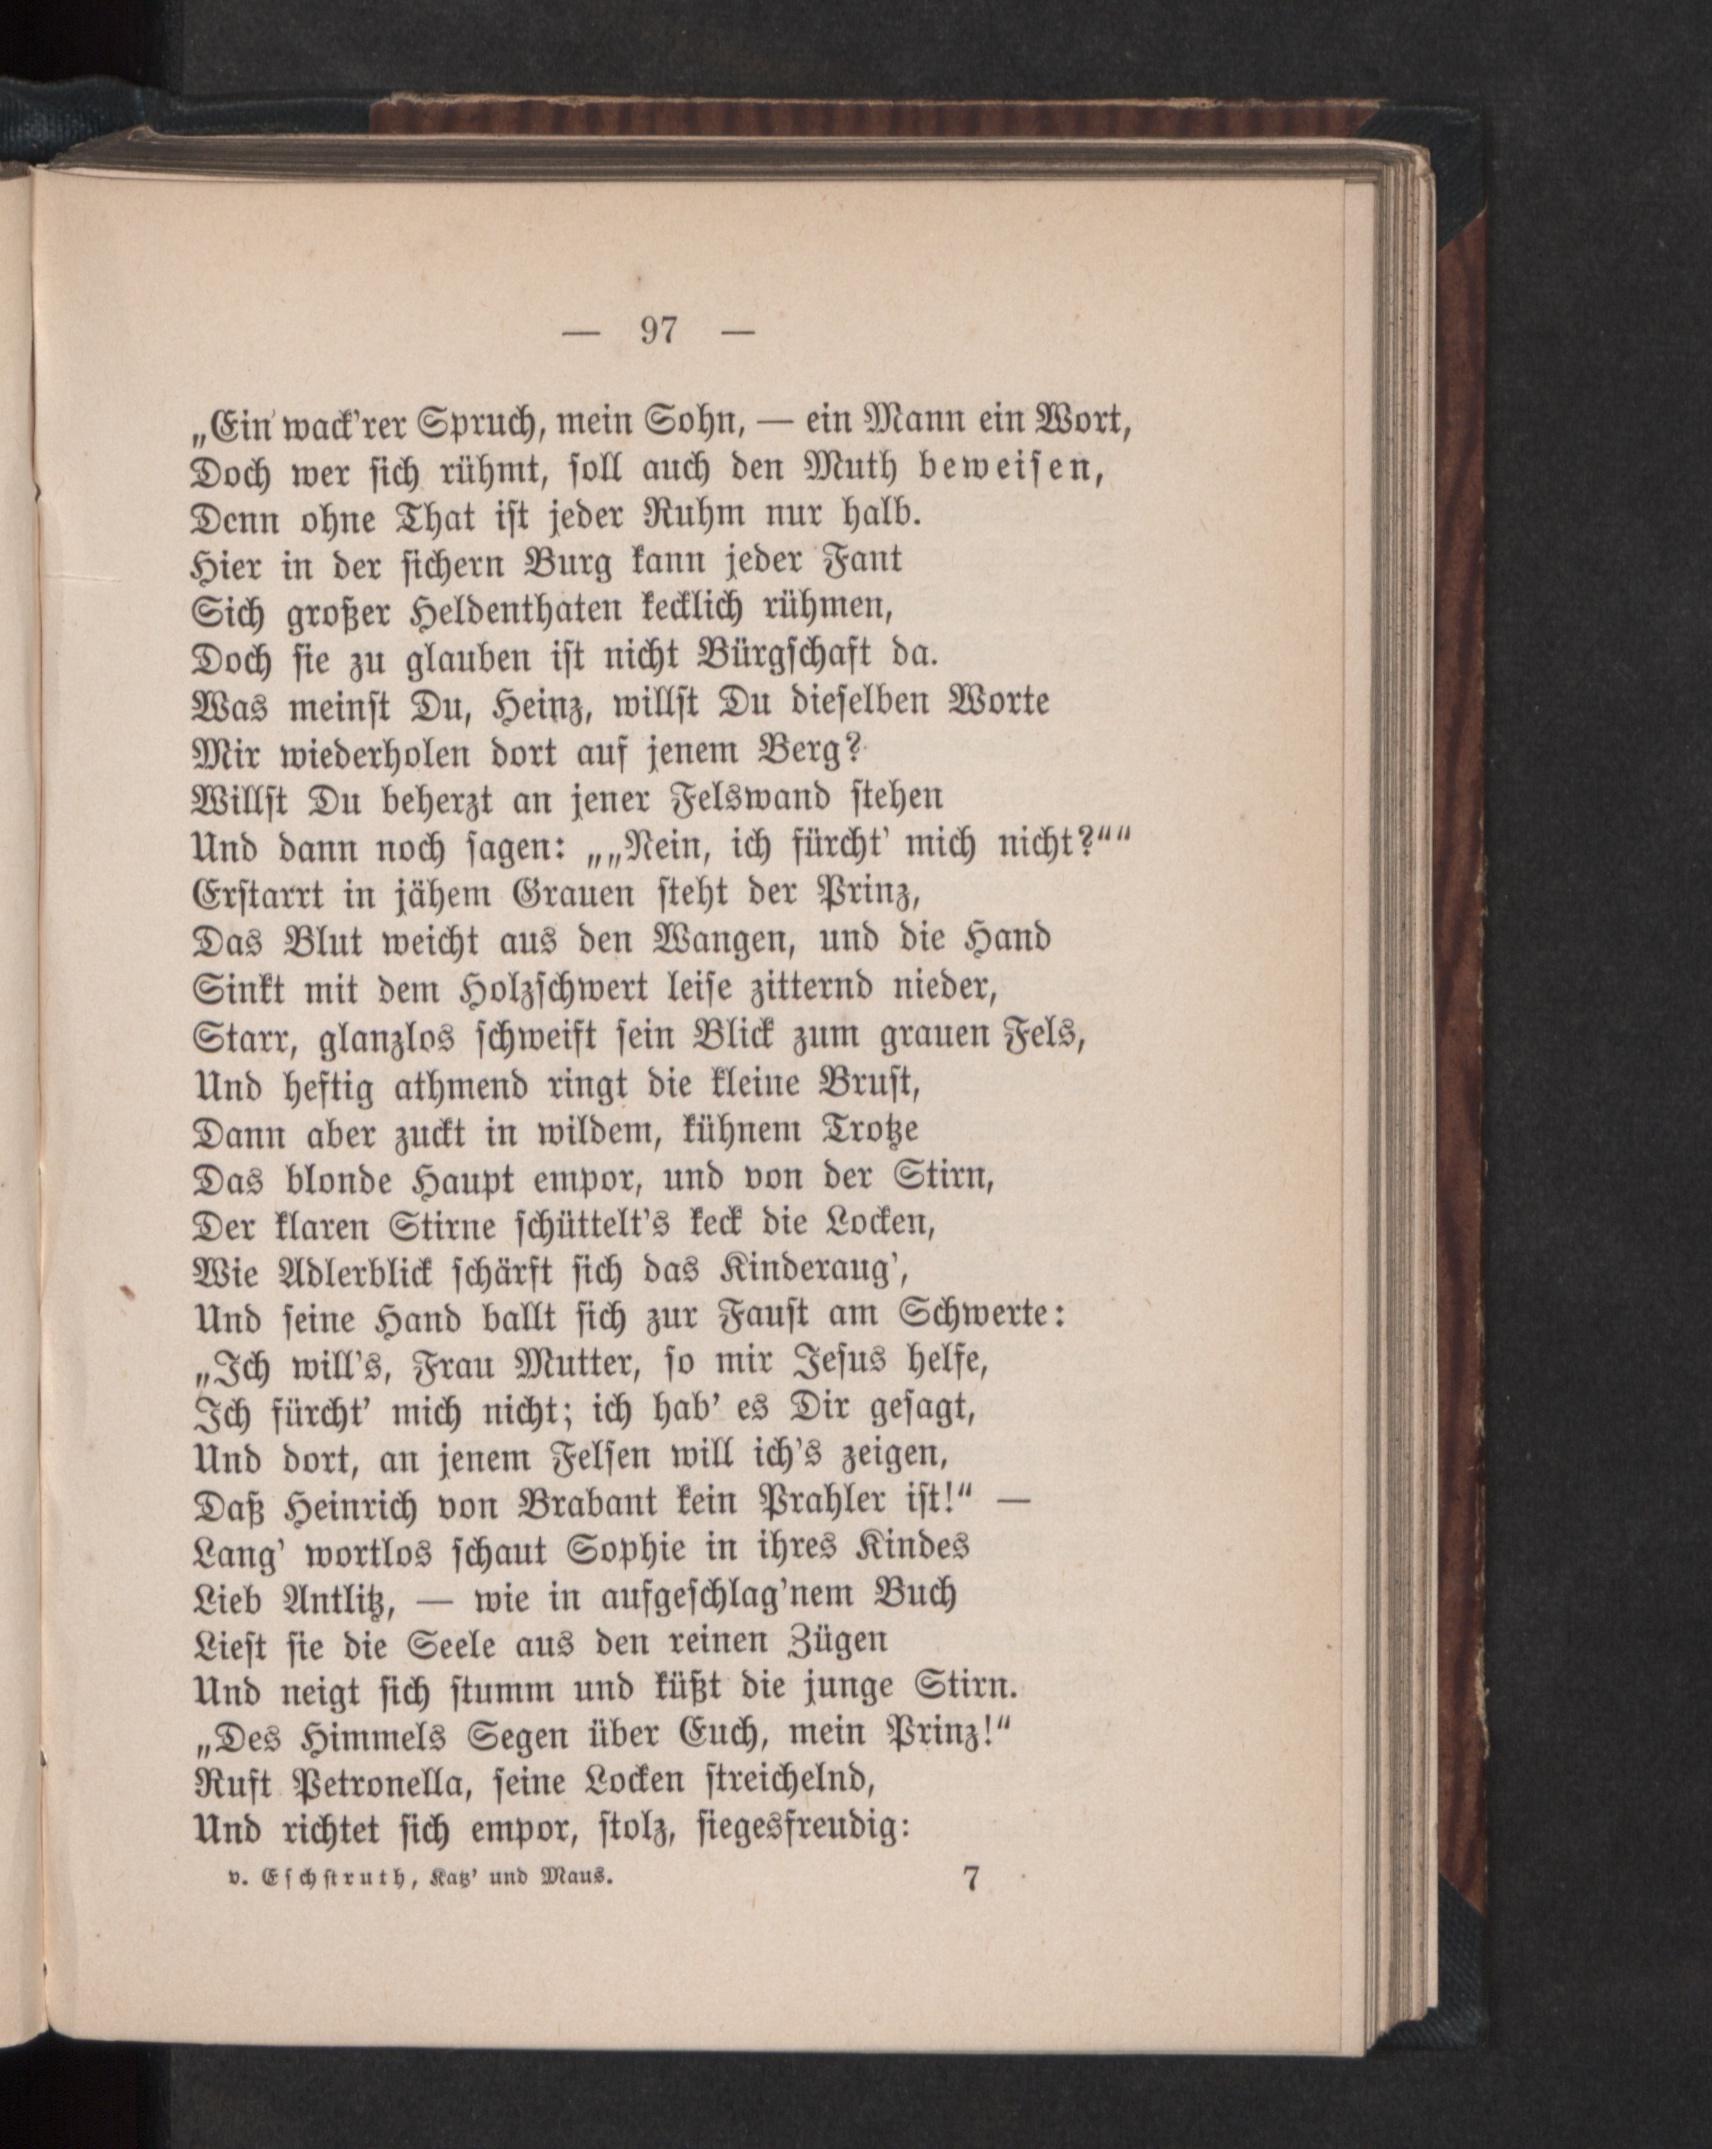 — 97 —
„Ein wack'rer Spruch, mein Sohn, — ein Mann ein Wort,
Doch wer sich rühmt, soll auch den Muth beweisen,
Denn ohne That ist jeder Ruhm nur halb.
Hier in der sichern Burg kann jeder Fant
Sich großer Heldenthaten kecklich rühmen,
Doch sie zu glauben ist nicht Bürgschaft da.
Was meinst Du, Heinz, willst Du dieselben Worte
Mir wiederholen dort auf jenem Berg?
Willst Du beherzt an jener Felswand stehen
Und dann noch sagen: „„Nein, ich fürcht' mich nicht?““
Erstarrt in jähem Grauen steht der Prinz,
Das Blut weicht aus den Wangen, und die Hand
Sinkt mit dem Holzschwert leise zitternd nieder,
Starr, glanzlos schweift sein Blick zum grauen Fels,
Und heftig athmend ringt die kleine Brust,
Dann aber zuckt in wildem, kühnem Trotze
Das blonde Haupt empor, und von der Stirn,
Der klaren Stirne schüttelt's keck die Locken,
Wie Adlerblick schärft sich das Kinderaug',
Und seine Hand ballt sich zur Faust am Schwerte:
„Ich will's, Frau Mutter, so mir Jesus helfe,
Ich fürcht' mich nicht; ich hab' es Dir gesagt,
Und dort, an jenem Felsen will ich's zeigen,
Daß Heinrich von Brabant kein Prahler ist!“ —
Lang' wortlos schaut Sophie in ihres Kindes
Lieb Antlitz, — wie in aufgeschlag'nem Buch
Liest sie die Seele aus den reinen Zügen
Und neigt sich stumm und küßt die junge Stirn.
„Des Himmels Segen über Euch, mein Prinz!“
Ruft Petronella, seine Locken streichelnd,
Und richtet sich empor, stolz, siegesfreudig:
v. Eschstruth, Katz' und Maus. 7